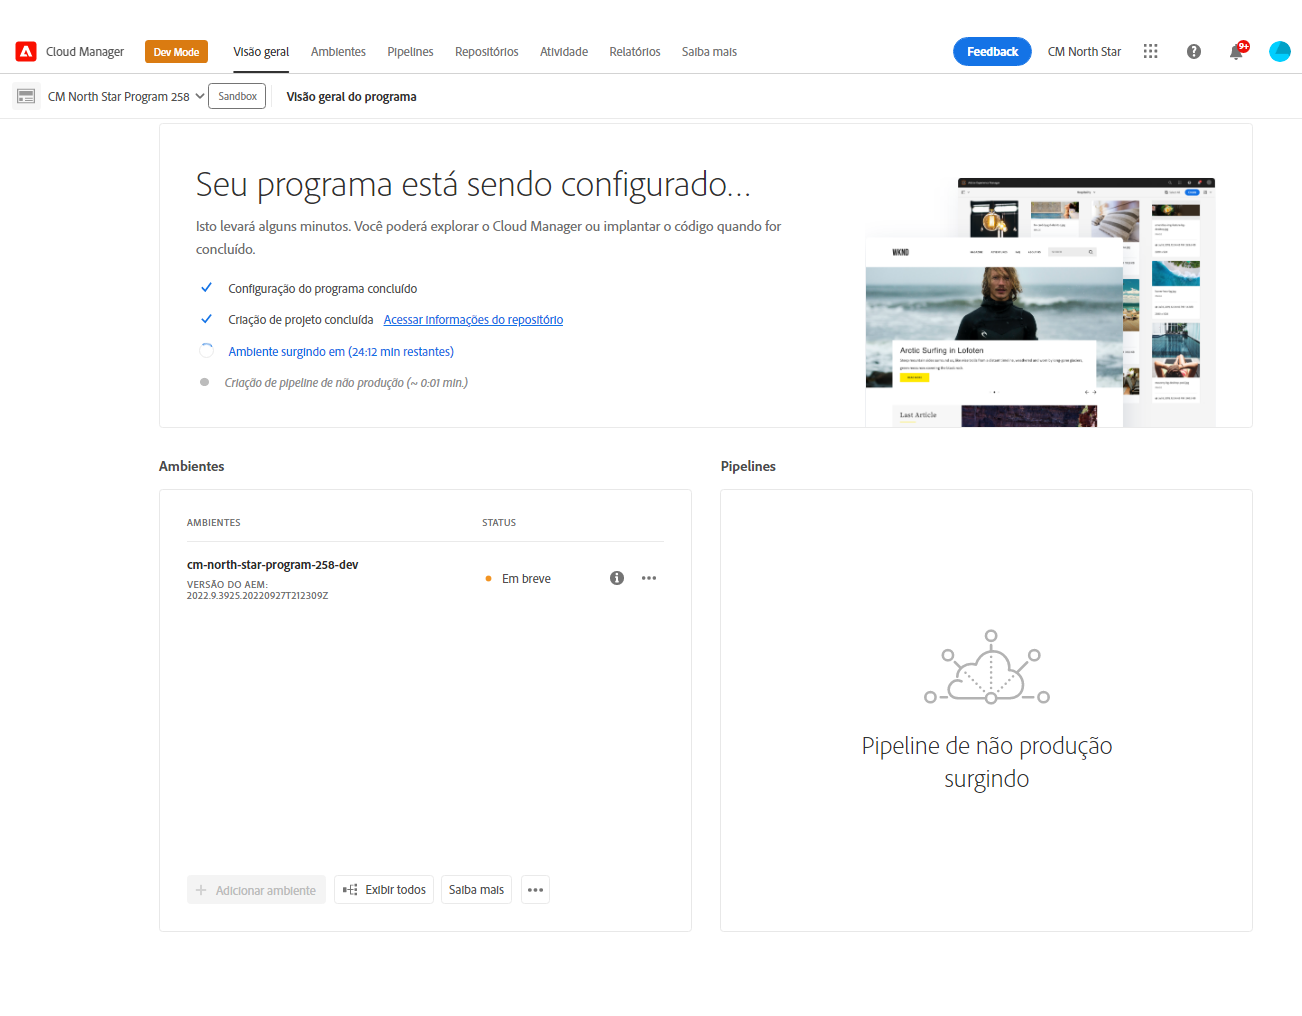 Cloud Manager
Dev Mode
Visão geral
Ambientes
Pipelines
Repositórios
Atividade
Relatórios
Saiba mais
Feedback
CM North Star
9+
CM North Star Program 258
Sandbox
Visão geral do programa
Seu programa está sendo configurado...
Isto levará alguns minutos. Você poderá explorar o Cloud Manager ou implantar o código quando for
concluído.
Configuração do programa concluído
Criação de projeto concluída Acessar informações do repositório
Ambiente surgindo em (24:12 min restantes)
Criação de pipeline de não produção (~ 0:01 min.)
WKND
Arctic Surfing in Lofoten
Last Article
Ambientes
AMBIENTES
STATUS
cm-north-star-program-258-dev
VERSÃO DO AEM:
2022.9.3925.20220927T212309Z
Em breve
Adicionar ambiente
Exibir todos
Saiba mais
Pipelines
Pipeline de não produção
surgindo